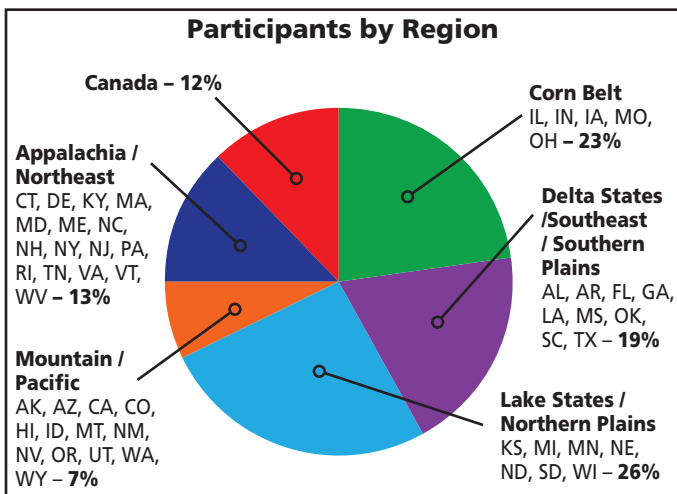 Participants by Region
Canada – 12%
Corn Belt
IL, IN, IA, MO,
OH – 23%
Appalachia /
Northeast
CT, DE, KY, MA,
MD, ME, NC,
NH, NY, NJ, PA,
RI, TN, VA, VT,
WV – 13%
Delta States
/Southeast
/ Southern
Plains
AL, AR, FL, GA,
LA, MS, OK,
SC, TX – 19%
Mountain /
Pacific
AK, AZ, CA, CO,
HI, ID, MT, NM,
NV, OR, UT, WA,
WY – 7%
Lake States /
Northern Plains
KS, MI, MN, NE,
ND, SD, WI – 26%